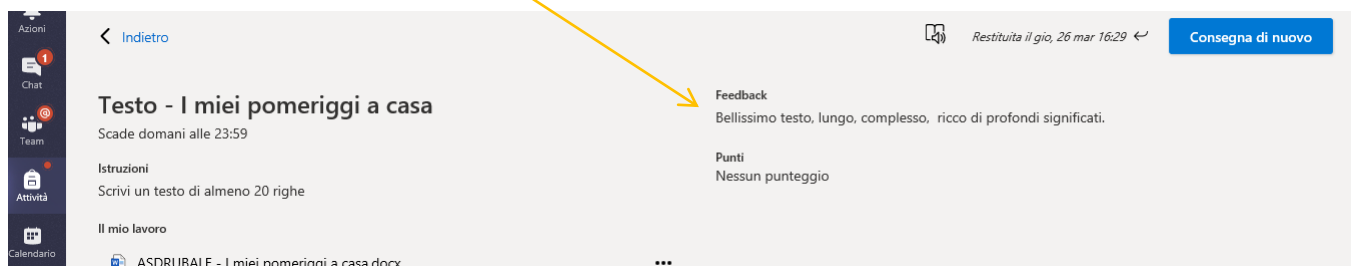 Azioni
Indietro
Restituita il gio, 26 mar 16:29
Consegna di nuovo
1
Chat
Testo - I miei pomeriggi a casa
Scade domani alle 23:59
Feedback
Bellissimo testo, lungo, complesso, ricco di profondi significati.
@
Team
Istruzioni
Scrivi un testo di almeno 20 righe
Punti
Nessun punteggio
Attività
Il mio lavoro
Calendario
ASDRUBALE - I miei pomeriggi a casa.docx